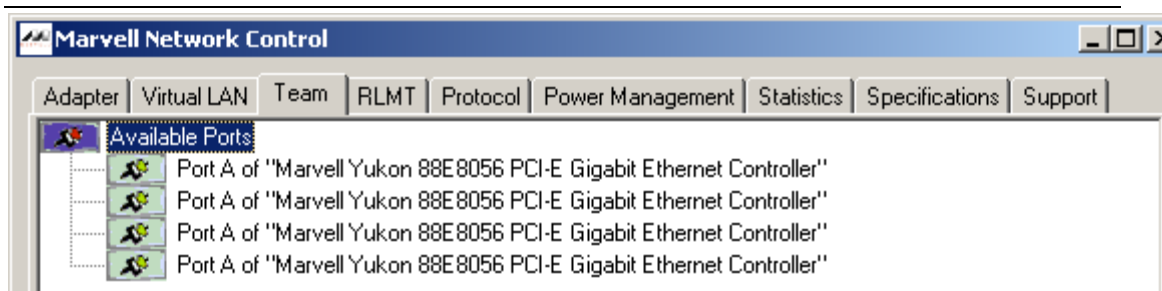 Marvell Network Control
Adapter Virtual LAN Team RLMT Protocol Power Management Statistics Specifications Support
Available Ports
Port A of "Marvell Yukon 88E8056 PCI-E Gigabit Ethernet Controller"
Port A of "Marvell Yukon 88E8056 PCI-E Gigabit Ethernet Controller"
Port A of "Marvell Yukon 88E8056 PCI-E Gigabit Ethernet Controller"
Port A of "Marvell Yukon 88E8056 PCI-E Gigabit Ethernet Controller"